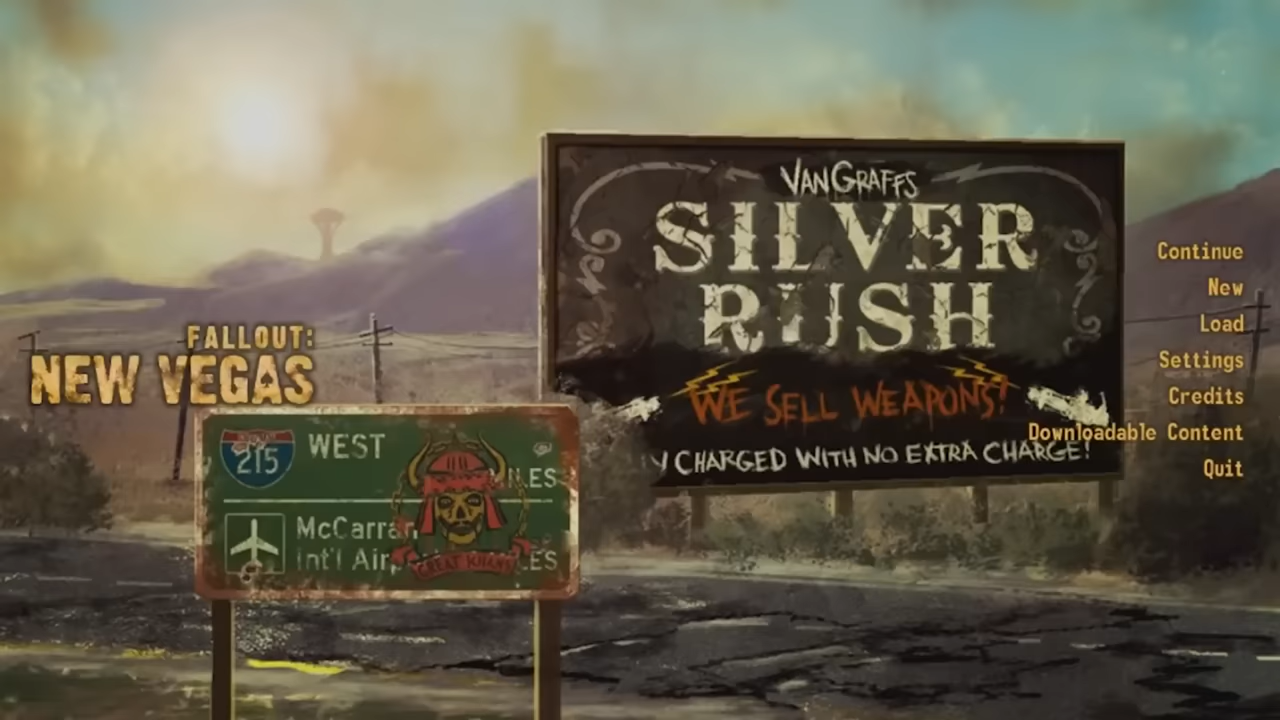 VANGRAFFS
SILVER
RUSH
WE SELL WEAPONS!
Y CHARGED WITH NO EXTRA CHARGE!
Continue
New
Load
Settings
Credits
Downloadable Content
Quit
FALLOUT:
NEW VEGAS
215
WEST
McCarran
Int'l
GREAT KHANS